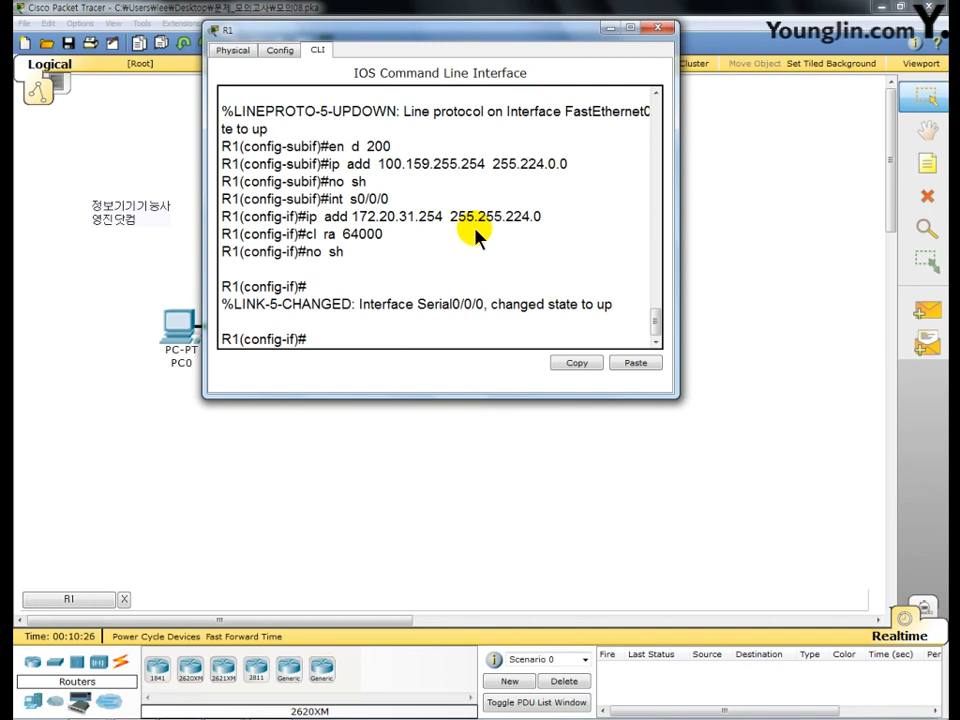 Cisco Packet Tracer - C:\Users\lee\Desktop\문제_모의고사\모의08.pka
File Edit Options View Tools Extensions
YoungJin.com Y.
Logical [Root] Cluster Move Object Set Tiled Background Viewport
R1
Physical Config CLI
IOS Command Line Interface
%LINEPROTO-5-UPDOWN: Line protocol on Interface FastEthernet0
te to up
R1(config-subif)#en d 200
R1(config-subif)#ip add 100.159.255.254 255.224.0.0
R1(config-subif)#no sh
R1(config-subif)#int s0/0/0
R1(config-if)#ip add 172.20.31.254 255.255.224.0
R1(config-if)#cl ra 64000
R1(config-if)#no sh
R1(config-if)#
%LINK-5-CHANGED: Interface Serial0/0/0, changed state to up
R1(config-if)#
Copy Paste
정보기기기능사
영진닷컴
PC-PT
PC0
R1 X
Time: 00:10:26 Power Cycle Devices Fast Forward Time Realtime
Routers
1841 2620XM 2621XM 2811 Generic Generic
2620XM
Scenario 0
New Delete
Toggle PDU List Window
Fire Last Status Source Destination Type Color Time (sec) Per